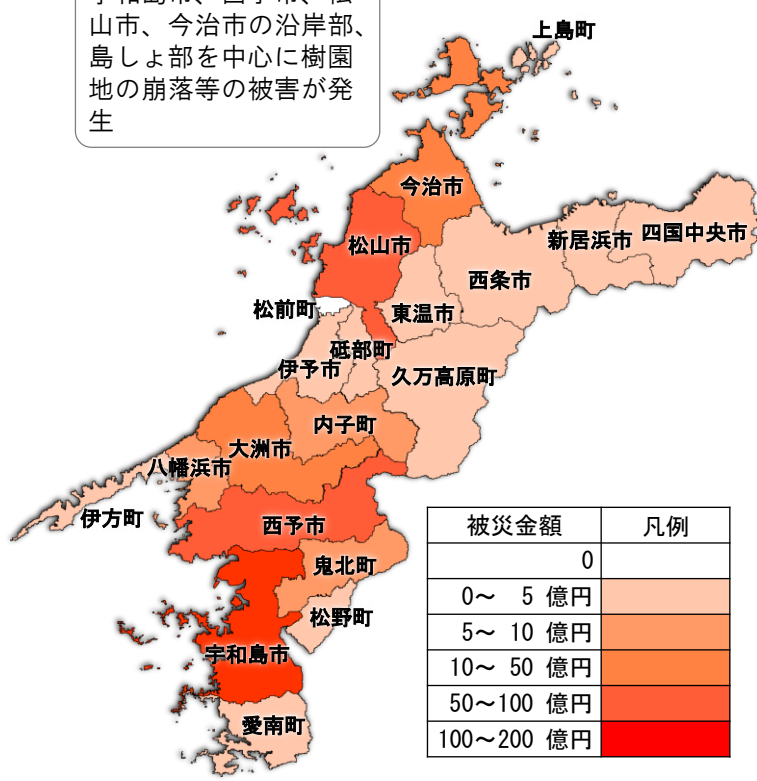 山市、今治市の沿岸部、
島しょ部を中心に樹園
地の崩落等の被害が発
生
上島町
今治市
松山市
新居浜市
四国中央市
西条市
松前町
東温市
砥部町
伊予市
久万高原町
内子町
大洲市
八幡浜市
伊方町
西予市
鬼北町
松野町
宇和島市
愛南町
被災金額 凡例
0
0～ 5 億円
5～ 10 億円
10～ 50 億円
50～100 億円
100～200 億円